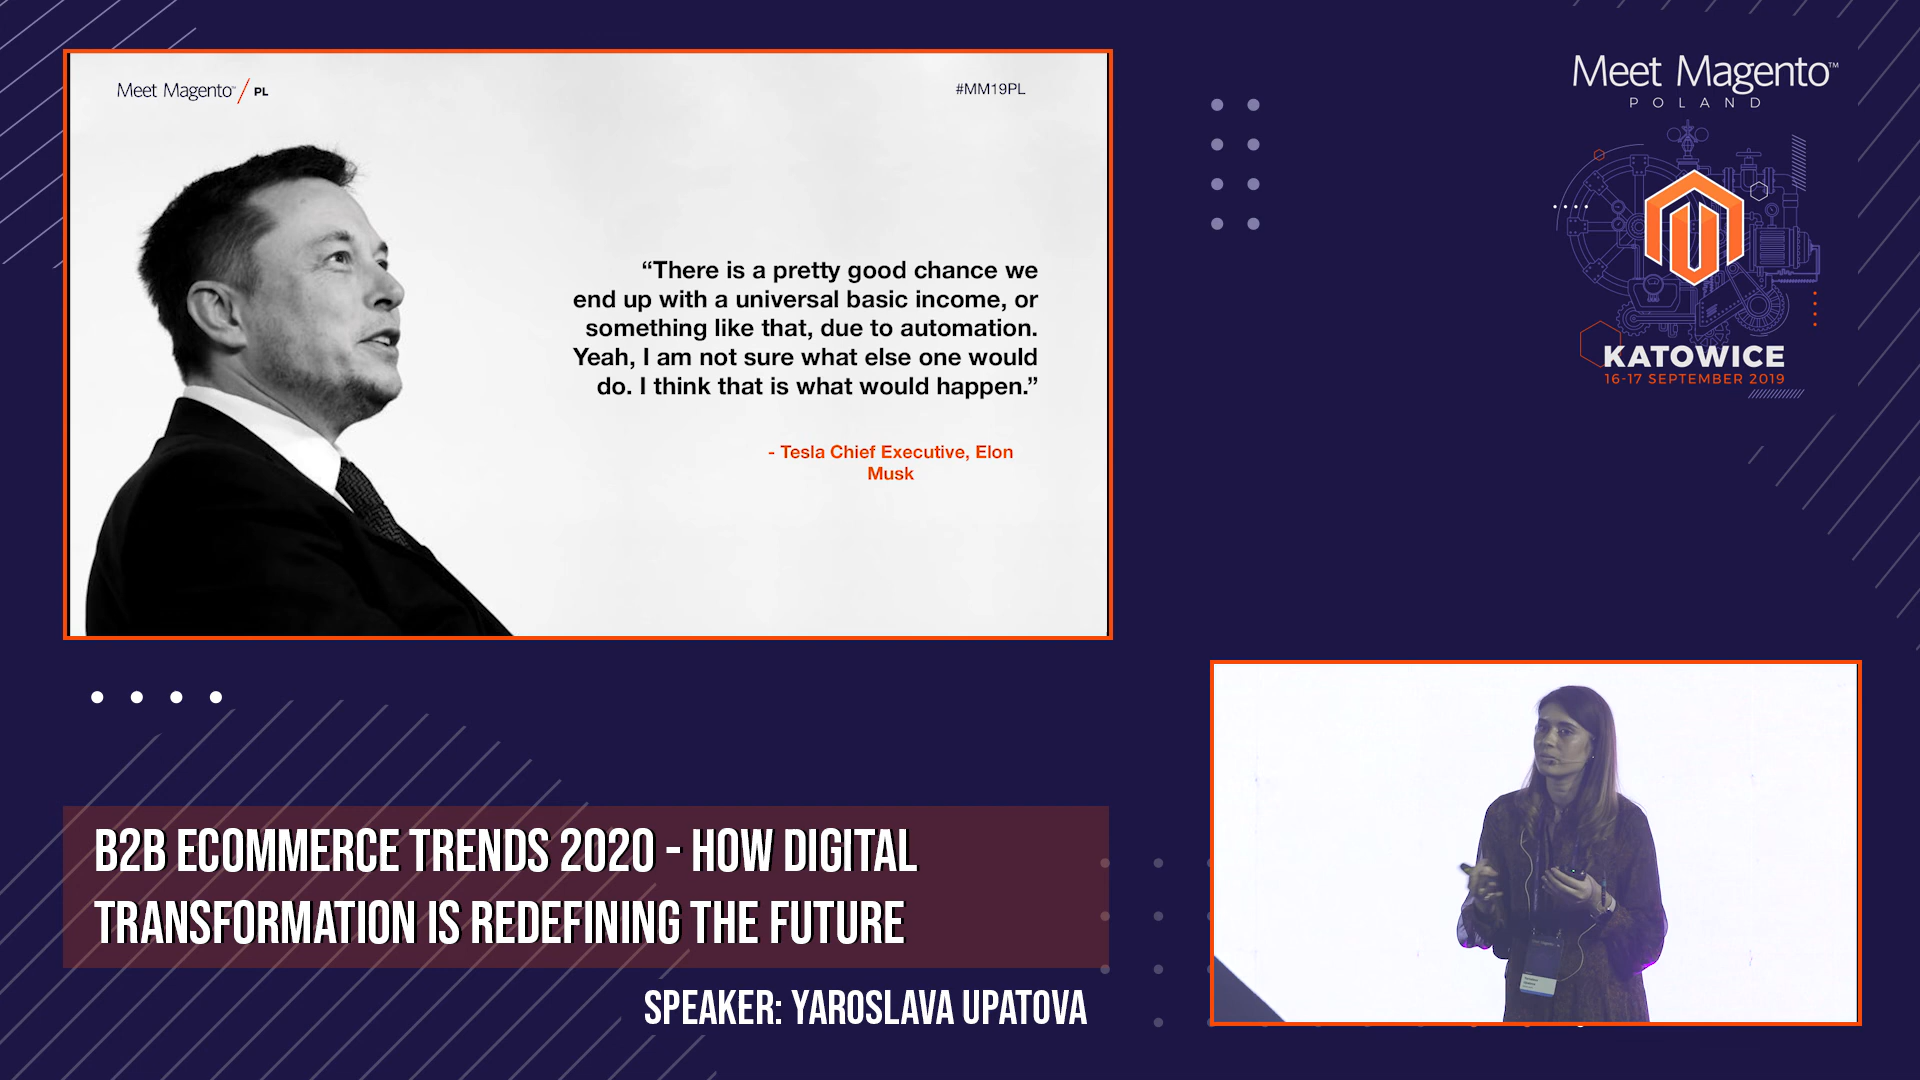 Meet Magento™ / PL
#MM19PL
“There is a pretty good chance we
end up with a universal basic income, or
something like that, due to automation.
Yeah, I am not sure what else one would
do. I think that is what would happen.”
- Tesla Chief Executive, Elon
Musk
Meet Magento™
POLAND
KATOWICE
16-17 SEPTEMBER 2019
B2B ECOMMERCE TRENDS 2020 - HOW DIGITAL
TRANSFORMATION IS REDEFINING THE FUTURE
SPEAKER: YAROSLAVA UPATOVA